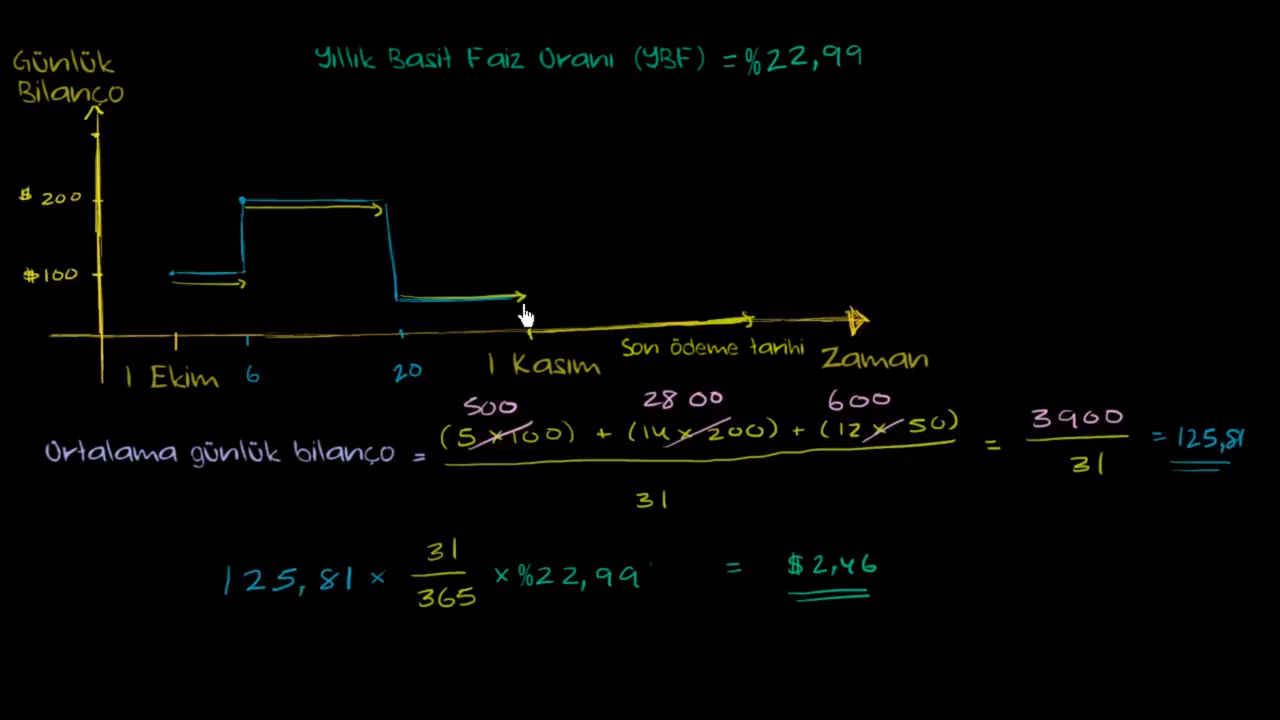 Yıllık Basit Faiz Oranı (YBF) = %22,99
Günlük
Bilanço
$ 200
$100
1 Ekim
6
20
1 Kasım
Son ödeme tarihi
Zaman
500
2800
600
Ortalama günlük bilanço = (5 x 100) + (14 x 200) + (12 x 50) = 3900 = 125,81
31
31
125,81 x 31 x %22,99 = $2,46
365